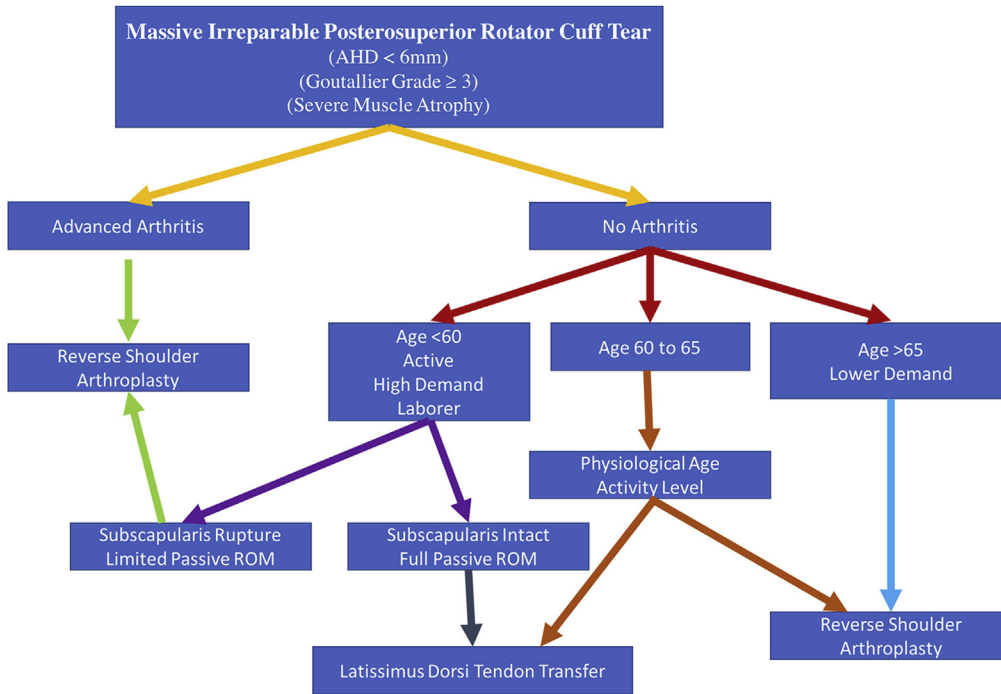 Massive Irreparable Posterosuperior Rotator Cuff Tear
(AHD < 6mm)
(Goutallier Grade ≥ 3)
(Severe Muscle Atrophy)
Advanced Arthritis
No Arthritis
Reverse Shoulder
Arthroplasty
Age <60
Active
High Demand
Laborer
Age 60 to 65
Age >65
Lower Demand
Physiological Age
Activity Level
Subscapularis Rupture
Limited Passive ROM
Subscapularis Intact
Full Passive ROM
Reverse Shoulder
Arthroplasty
Latissimus Dorsi Tendon Transfer